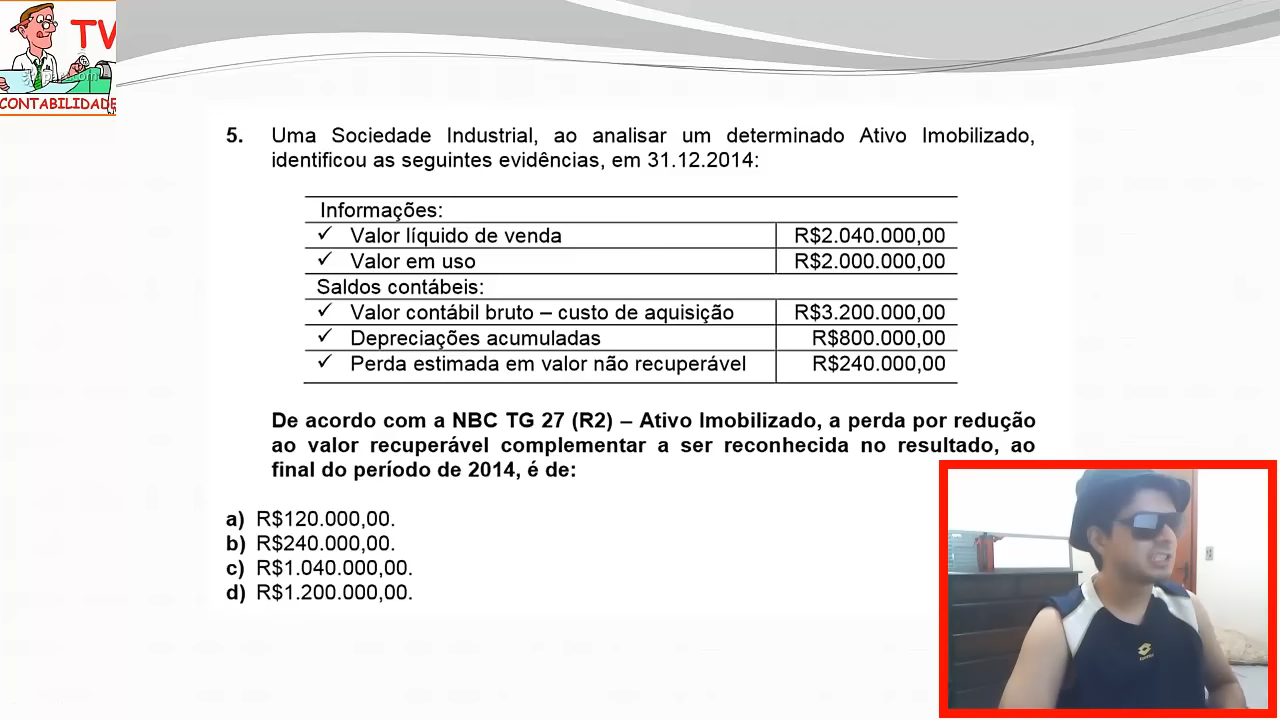 TV
CONTABILIDADE
5. Uma Sociedade Industrial, ao analisar um determinado Ativo Imobilizado,
identificou as seguintes evidências, em 31.12.2014:
Informações:
✓ Valor líquido de venda R$2.040.000,00
✓ Valor em uso R$2.000.000,00
Saldos contábeis:
✓ Valor contábil bruto – custo de aquisição R$3.200.000,00
✓ Depreciações acumuladas R$800.000,00
✓ Perda estimada em valor não recuperável R$240.000,00
De acordo com a NBC TG 27 (R2) – Ativo Imobilizado, a perda por redução
ao valor recuperável complementar a ser reconhecida no resultado, ao
final do período de 2014, é de:
a) R$120.000,00.
b) R$240.000,00.
c) R$1.040.000,00.
d) R$1.200.000,00.